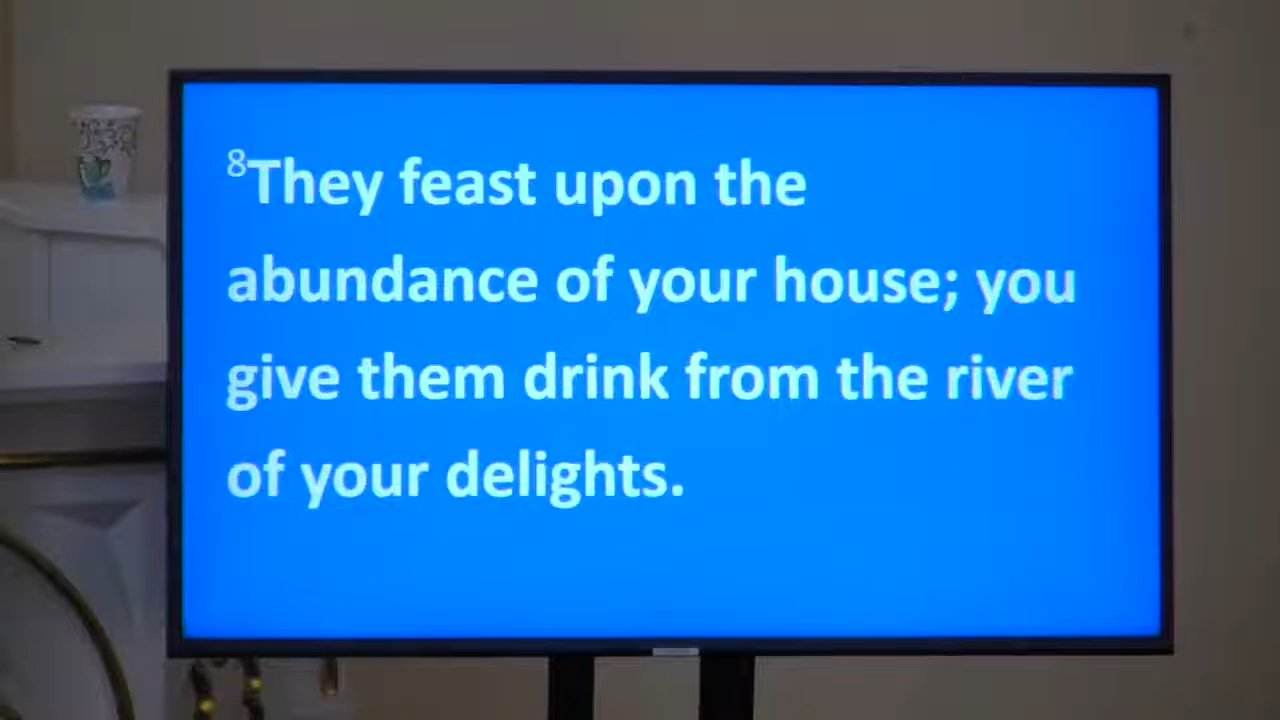 ⁸They feast upon the
abundance of your house; you
give them drink from the river
of your delights.